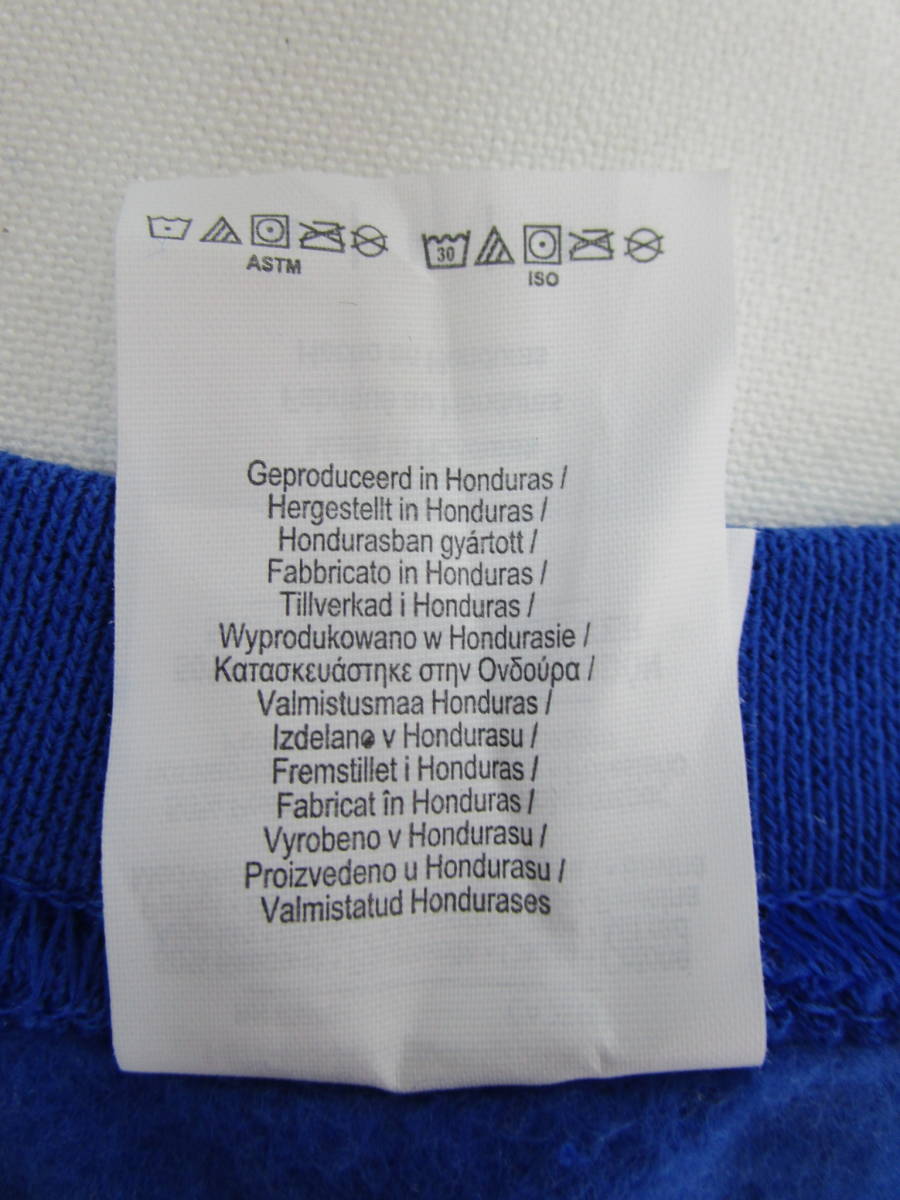 30
ASTM
ISO
Geproduceerd in Honduras /
Hergestellt in Honduras /
Hondurasban gyártott /
Fabbricato in Honduras /
Tillverkad i Honduras /
Wyprodukowano w Hondurasie /
Κατασκευάστηκε στην Ονδούρα /
Valmistusmaa Honduras /
Izdelano v Hondurasu /
Fremstillet i Honduras /
Fabricat în Honduras /
Vyrobeno v Hondurasu /
Proizvedeno u Hondurasu /
Valmistatud Hondurases